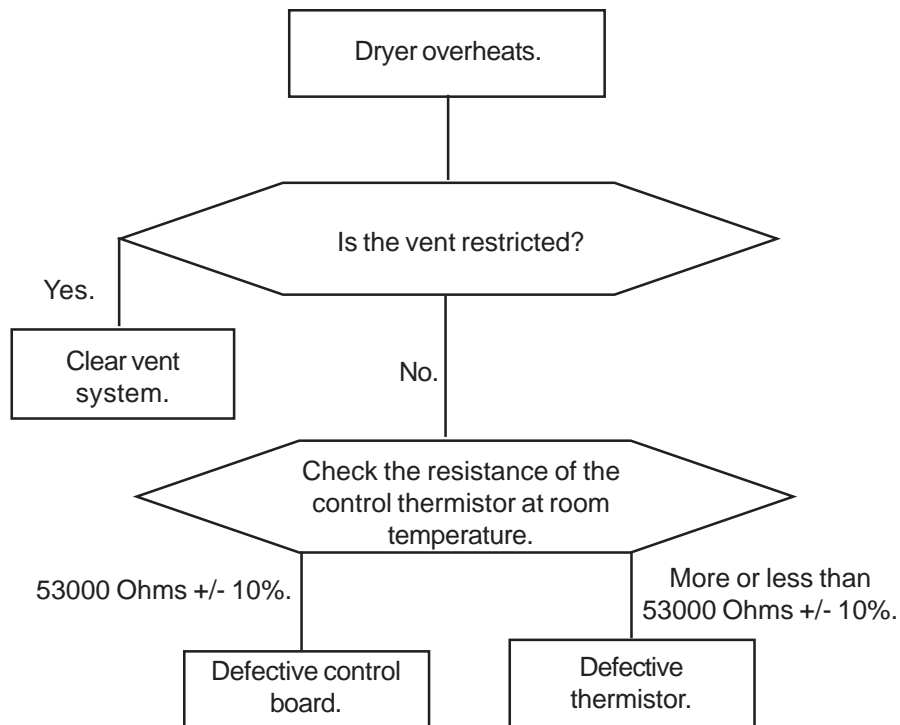 Dryer overheats.
Is the vent restricted?
Yes.
Clear vent
system.
No.
Check the resistance of the
control thermistor at room
temperature.
53000 Ohms +/- 10%.
More or less than
53000 Ohms +/- 10%.
Defective control
board.
Defective
thermistor.